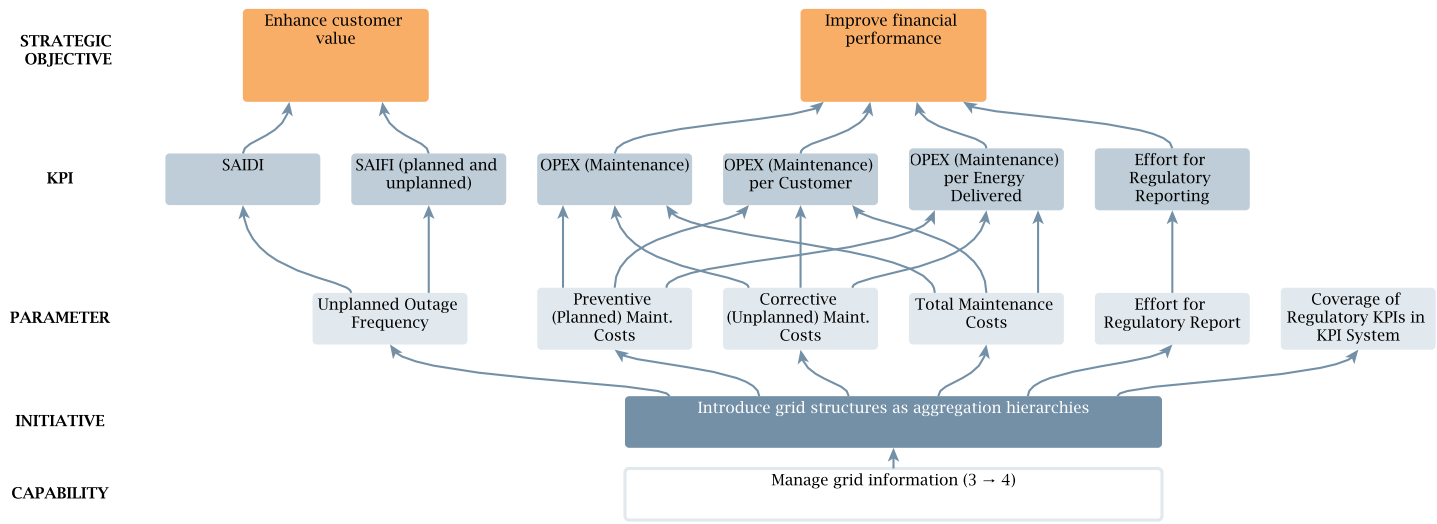 STRATEGIC
OBJECTIVE
Enhance customer
value
Improve financial
performance
KPI
SAIDI
SAIFI (planned and
unplanned)
OPEX (Maintenance)
OPEX (Maintenance)
per Customer
OPEX (Maintenance)
per Energy
Delivered
Effort for
Regulatory
Reporting
PARAMETER
Unplanned Outage
Frequency
Preventive
(Planned) Maint.
Costs
Corrective
(Unplanned) Maint.
Costs
Total Maintenance
Costs
Effort for
Regulatory Report
Coverage of
Regulatory KPIs in
KPI System
INITIATIVE
Introduce grid structures as aggregation hierarchies
CAPABILITY
Manage grid information (3 → 4)